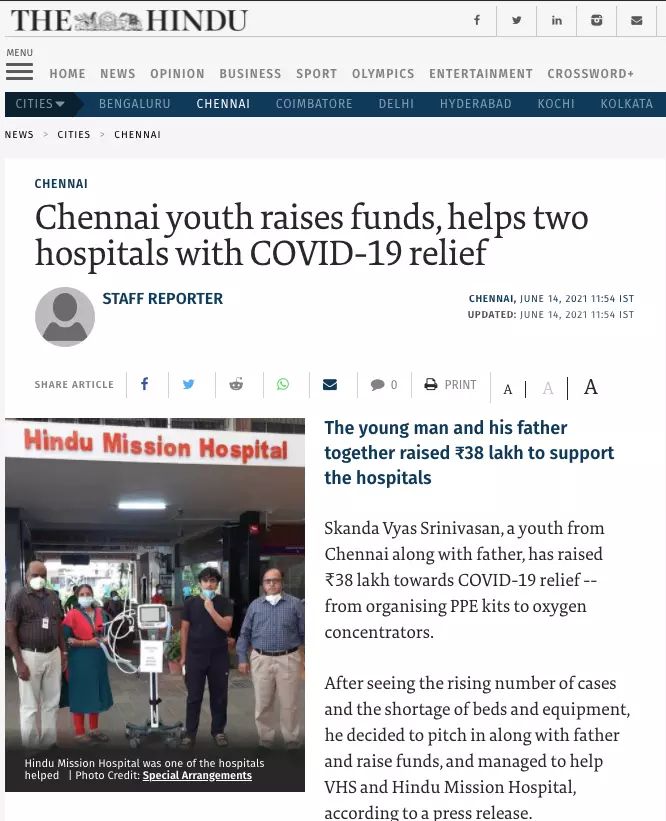 THE HINDU
MENU
HOME NEWS OPINION BUSINESS SPORT OLYMPICS ENTERTAINMENT CROSSWORD+
CITIES BENGALURU CHENNAI COIMBATORE DELHI HYDERABAD KOCHI KOLKATA
NEWS > CITIES > CHENNAI
CHENNAI
Chennai youth raises funds, helps two
hospitals with COVID-19 relief
STAFF REPORTER
CHENNAI, JUNE 14, 2021 11:54 IST
UPDATED: JUNE 14, 2021 11:54 IST
SHARE ARTICLE 0 PRINT A A A
Hindu Mission Hospital
Hindu Mission Hospital was one of the hospitals
helped | Photo Credit: Special Arrangements
The young man and his father
together raised ₹38 lakh to support
the hospitals
Skanda Vyas Srinivasan, a youth from
Chennai along with father, has raised
₹38 lakh towards COVID-19 relief --
from organising PPE kits to oxygen
concentrators.
After seeing the rising number of cases
and the shortage of beds and equipment,
he decided to pitch in along with father
and raise funds, and managed to help
VHS and Hindu Mission Hospital,
according to a press release.